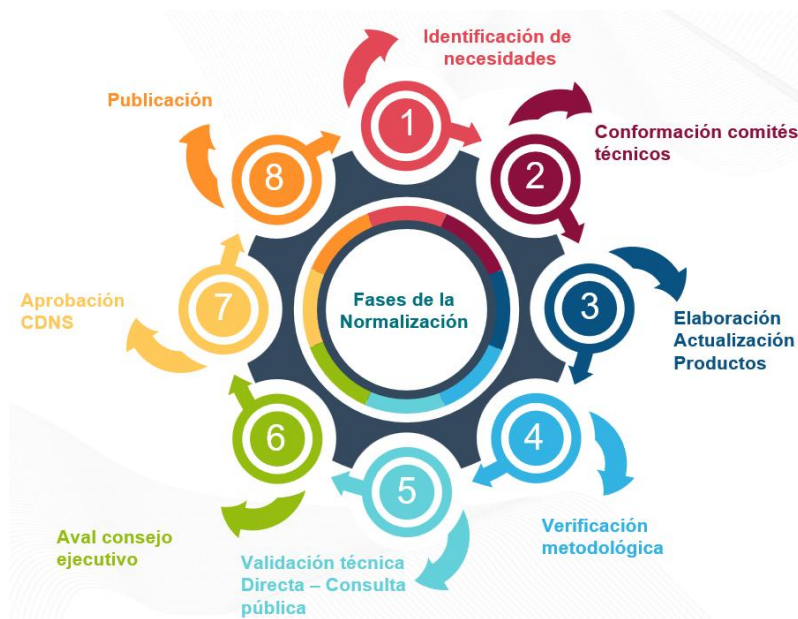 Fases de la
Normalización
1
Identificación de
necesidades
2
Conformación comités
técnicos
3
Elaboración
Actualización
Productos
4
Verificación
metodológica
5
Validación técnica
Directa – Consulta
pública
6
Aval consejo
ejecutivo
7
Aprobación
CDNS
8
Publicación